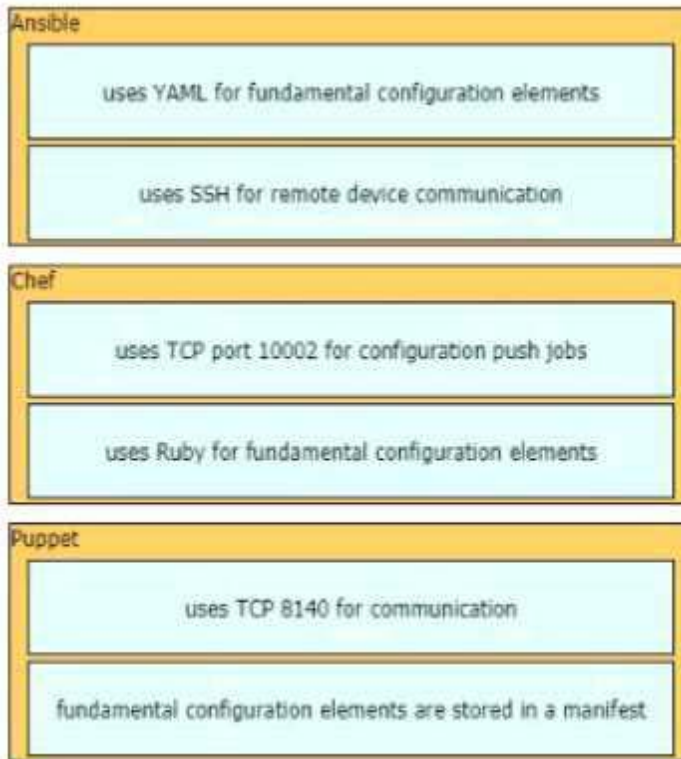 Ansible
uses YAML for fundamental configuration elements
uses SSH for remote device communication
Chef
uses TCP port 10002 for configuration push jobs
uses Ruby for fundamental configuration elements
Puppet
uses TCP 8140 for communication
fundamental configuration elements are stored in a manifest